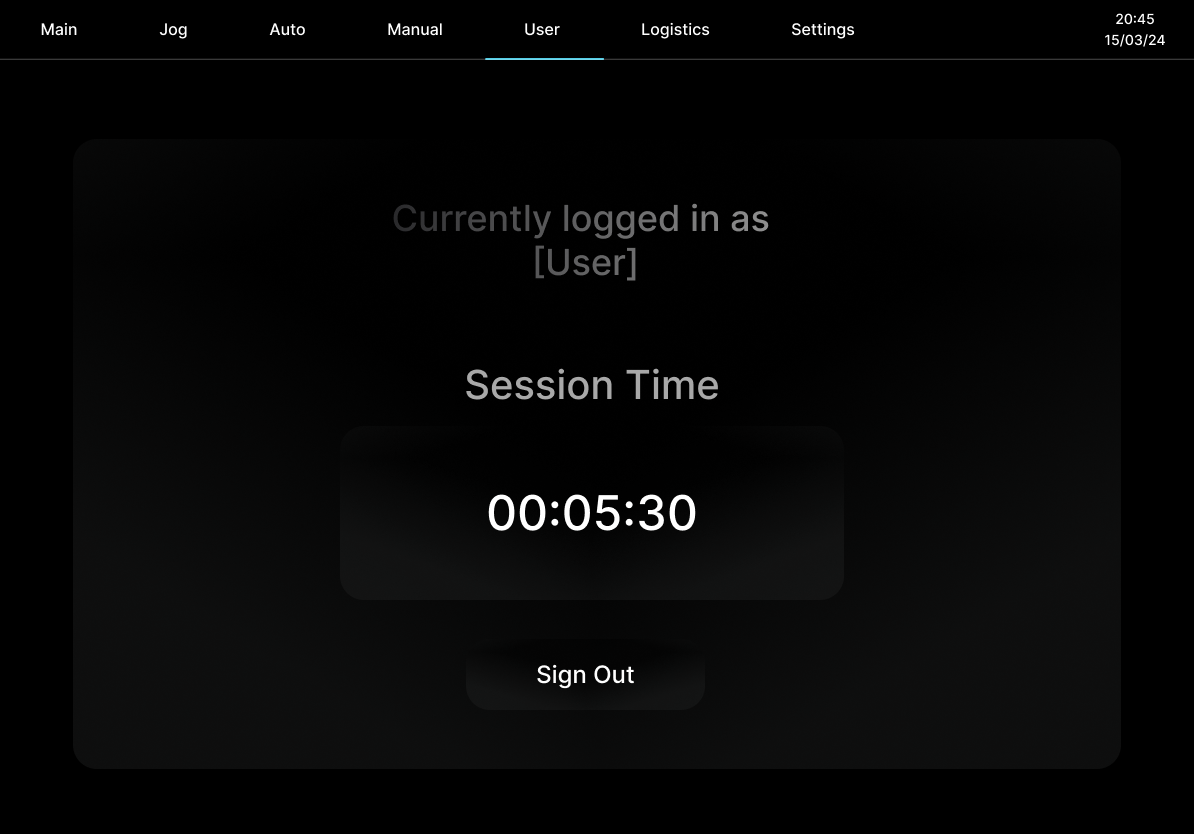 Main Jog Auto Manual User Logistics Settings 20:45
15/03/24
Currently logged in as
[User]
Session Time
00:05:30
Sign Out